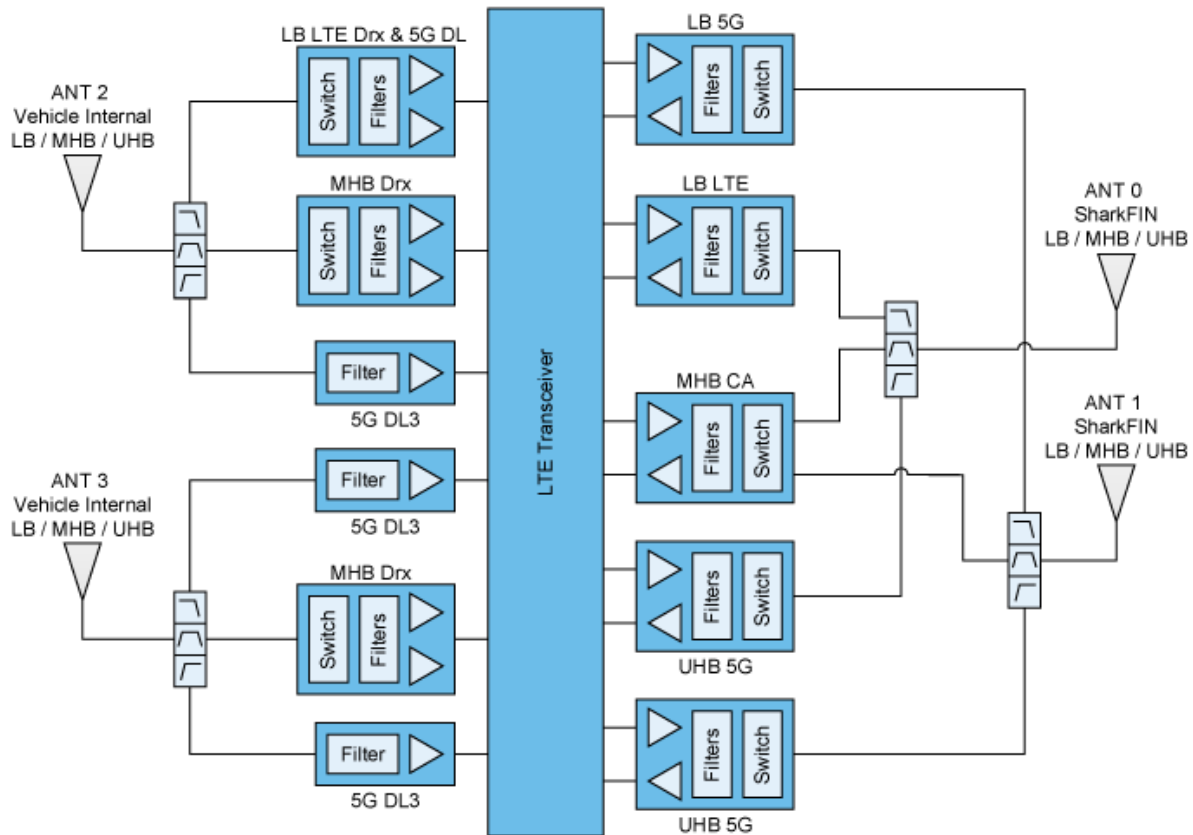 LB LTE Drx & 5G DL
Switch
Filters
ANT 2
Vehicle Internal
LB / MHB / UHB
MHB Drx
Switch
Filters
Filter
5G DL3
ANT 3
Vehicle Internal
LB / MHB / UHB
Filter
5G DL3
MHB Drx
Switch
Filters
Filter
5G DL3
LTE Transceiver
LB 5G
Filters
Switch
LB LTE
Filters
Switch
MHB CA
Filters
Switch
Filters
Switch
UHB 5G
Filters
Switch
UHB 5G
ANT 0
SharkFIN
LB / MHB / UHB
ANT 1
SharkFIN
LB / MHB / UHB